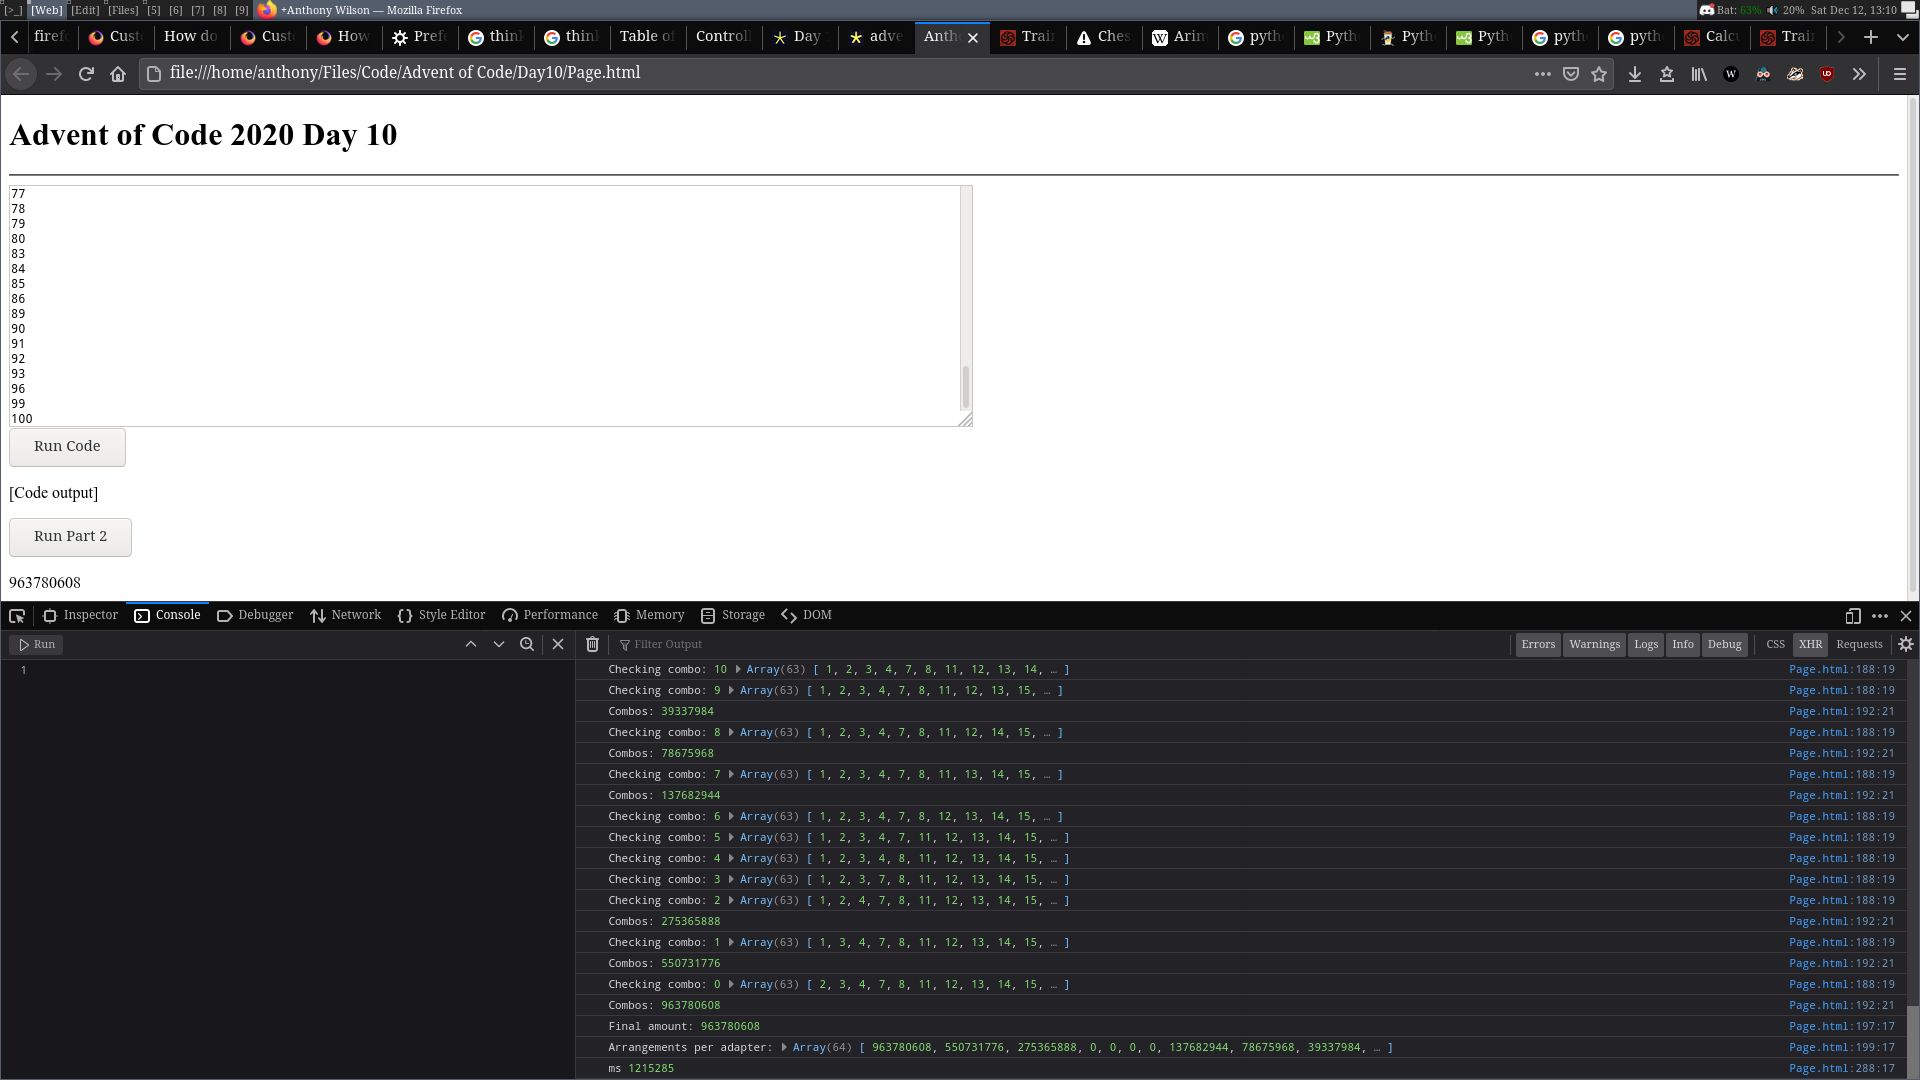 [>_] [Web] [Edit] [Files] [5] [6] [7] [8] [9] +Anthony Wilson — Mozilla Firefox Bat: 63% 20% Sat Dec 12, 13:10
firef Cust How do Cust How Prefe think think Table of Control Day adve Anth Train Ches Arim pyth Pyth Pyth Pyth pyth pyth Calcu Train
file:///home/anthony/Files/Code/Advent of Code/Day10/Page.html
Advent of Code 2020 Day 10
77
78
79
80
83
84
85
86
89
90
91
92
93
96
99
100
Run Code
[Code output]
Run Part 2
963780608
Inspector Console Debugger Network Style Editor Performance Memory Storage DOM
Run Filter Output Errors Warnings Logs Info Debug CSS XHR Requests
1
Checking combo: 10 Array(63) [ 1, 2, 3, 4, 7, 8, 11, 12, 13, 14, … ] Page.html:188:19
Checking combo: 9 Array(63) [ 1, 2, 3, 4, 7, 8, 11, 12, 13, 15, … ] Page.html:188:19
Combos: 39337984 Page.html:192:21
Checking combo: 8 Array(63) [ 1, 2, 3, 4, 7, 8, 11, 12, 14, 15, … ] Page.html:188:19
Combos: 78675968 Page.html:192:21
Checking combo: 7 Array(63) [ 1, 2, 3, 4, 7, 8, 11, 13, 14, 15, … ] Page.html:188:19
Combos: 137682944 Page.html:192:21
Checking combo: 6 Array(63) [ 1, 2, 3, 4, 7, 8, 12, 13, 14, 15, … ] Page.html:188:19
Checking combo: 5 Array(63) [ 1, 2, 3, 4, 7, 11, 12, 13, 14, 15, … ] Page.html:188:19
Checking combo: 4 Array(63) [ 1, 2, 3, 4, 8, 11, 12, 13, 14, 15, … ] Page.html:188:19
Checking combo: 3 Array(63) [ 1, 2, 3, 7, 8, 11, 12, 13, 14, 15, … ] Page.html:188:19
Checking combo: 2 Array(63) [ 1, 2, 4, 7, 8, 11, 12, 13, 14, 15, … ] Page.html:188:19
Combos: 275365888 Page.html:192:21
Checking combo: 1 Array(63) [ 1, 3, 4, 7, 8, 11, 12, 13, 14, 15, … ] Page.html:188:19
Combos: 550731776 Page.html:192:21
Checking combo: 0 Array(63) [ 2, 3, 4, 7, 8, 11, 12, 13, 14, 15, … ] Page.html:188:19
Combos: 963780608 Page.html:192:21
Final amount: 963780608 Page.html:197:17
Arrangements per adapter: Array(64) [ 963780608, 550731776, 275365888, 0, 0, 0, 0, 137682944, 78675968, 39337984, … ] Page.html:199:17
ms 1215285 Page.html:288:17